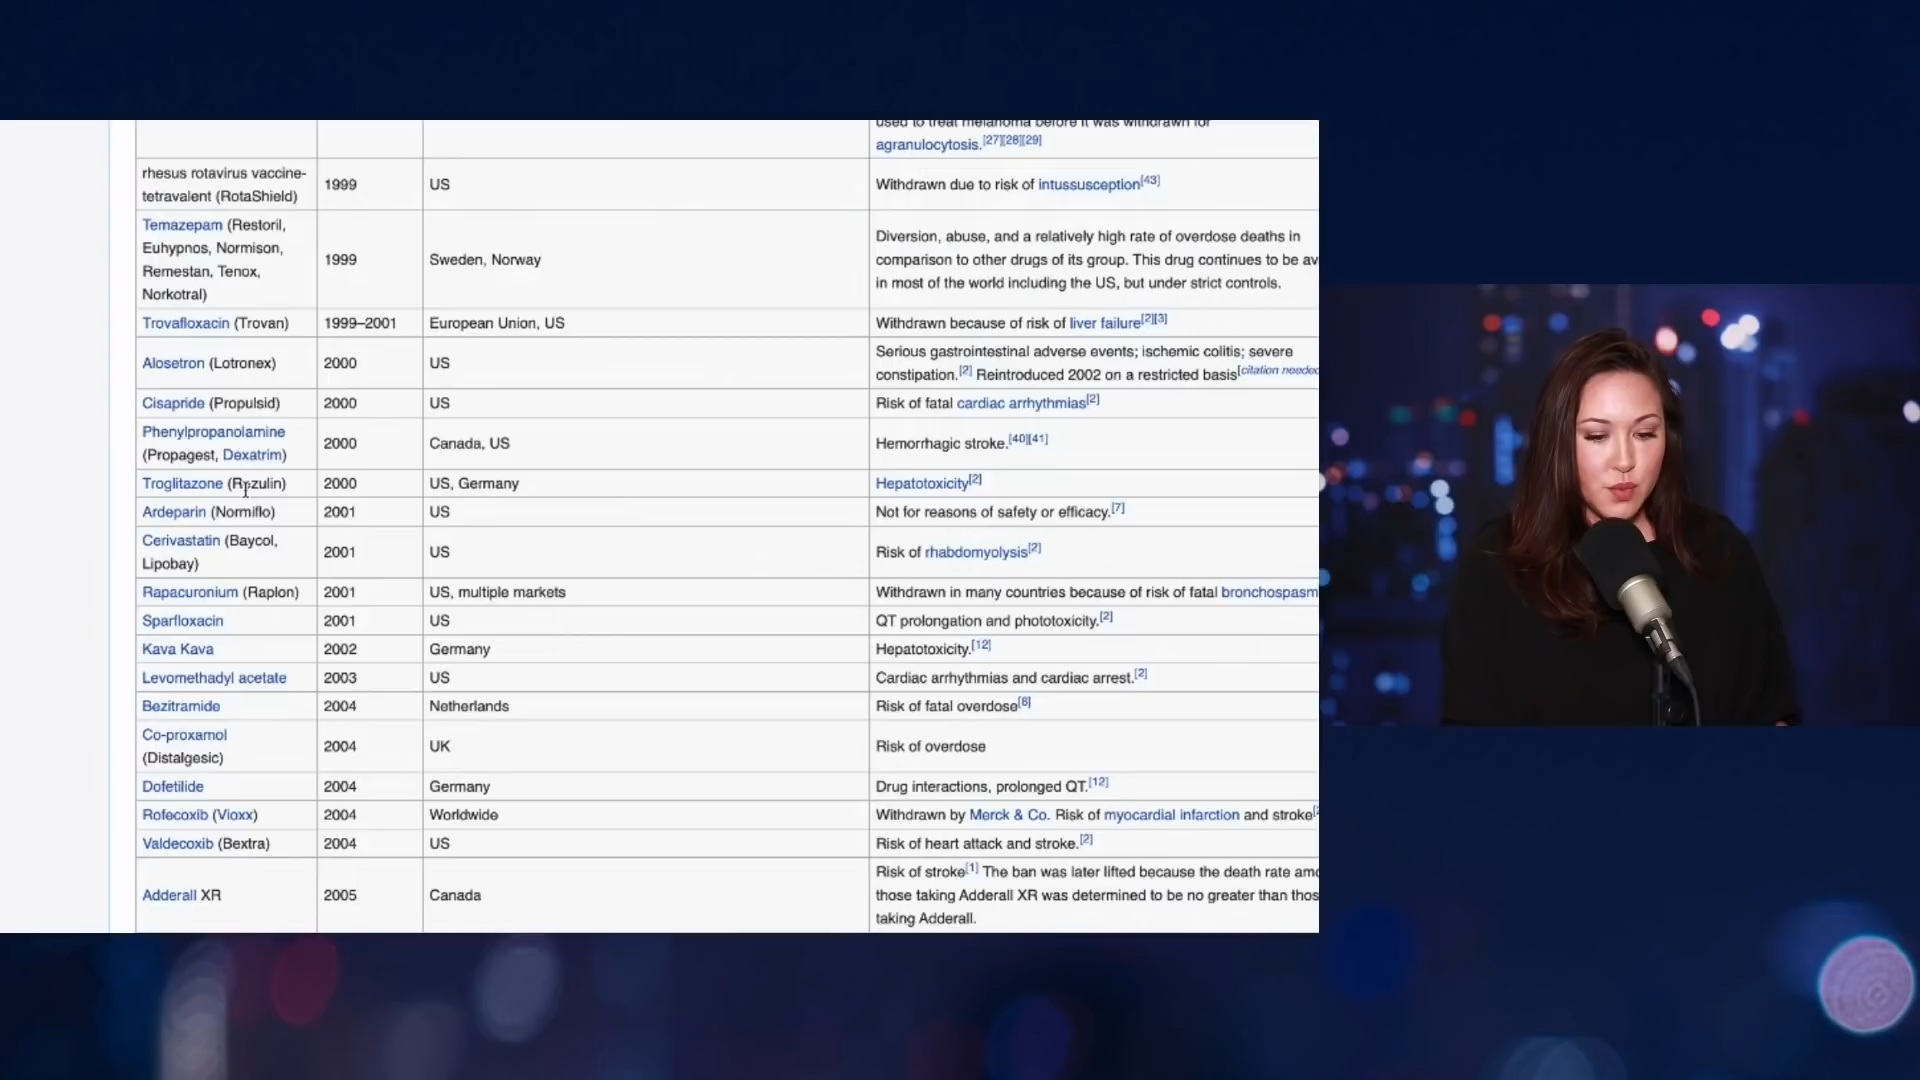 used to treat melanoma before it was withdrawn for
agranulocytosis.[27][28][29]
rhesus rotavirus vaccine-
tetravalent (RotaShield)
1999
US
Withdrawn due to risk of intussusception[43]
Temazepam (Restoril,
Euhypnos, Normison,
Remestan, Tenox,
Norkotral)
1999
Sweden, Norway
Diversion, abuse, and a relatively high rate of overdose deaths in
comparison to other drugs of its group. This drug continues to be av
in most of the world including the US, but under strict controls.
Trovafloxacin (Trovan)
1999–2001
European Union, US
Withdrawn because of risk of liver failure[2][3]
Alosetron (Lotronex)
2000
US
Serious gastrointestinal adverse events; ischemic colitis; severe
constipation.[2] Reintroduced 2002 on a restricted basis[citation needed
Cisapride (Propulsid)
2000
US
Risk of fatal cardiac arrhythmias[2]
Phenylpropanolamine
(Propagest, Dexatrim)
2000
Canada, US
Hemorrhagic stroke.[40][41]
Troglitazone (Rezulin)
2000
US, Germany
Hepatotoxicity[2]
Ardeparin (Normiflo)
2001
US
Not for reasons of safety or efficacy.[7]
Cerivastatin (Baycol,
Lipobay)
2001
US
Risk of rhabdomyolysis[2]
Rapacuronium (Raplon)
2001
US, multiple markets
Withdrawn in many countries because of risk of fatal bronchospasm
Sparfloxacin
2001
US
QT prolongation and phototoxicity.[2]
Kava Kava
2002
Germany
Hepatotoxicity.[12]
Levomethadyl acetate
2003
US
Cardiac arrhythmias and cardiac arrest.[2]
Bezitramide
2004
Netherlands
Risk of fatal overdose[8]
Co-proxamol
(Distalgesic)
2004
UK
Risk of overdose
Dofetilide
2004
Germany
Drug interactions, prolonged QT.[12]
Rofecoxib (Vioxx)
2004
Worldwide
Withdrawn by Merck & Co. Risk of myocardial infarction and stroke[2
Valdecoxib (Bextra)
2004
US
Risk of heart attack and stroke.[2]
Adderall XR
2005
Canada
Risk of stroke[1] The ban was later lifted because the death rate amo
those taking Adderall XR was determined to be no greater than thos
taking Adderall.